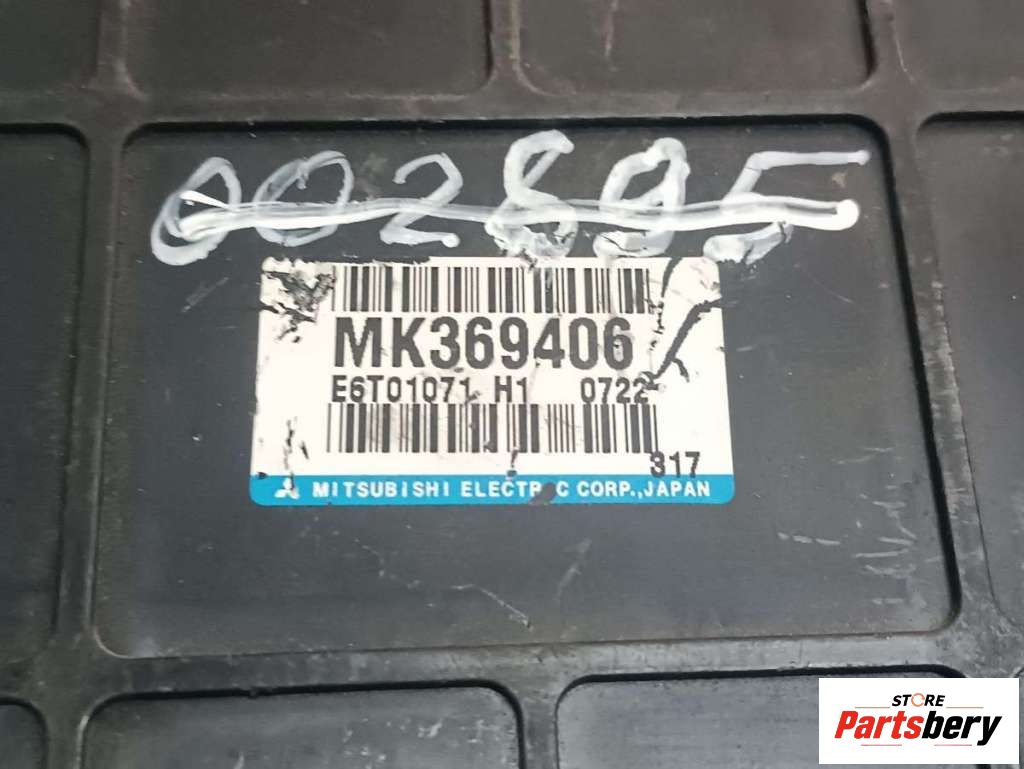 002895
MK369406
E6T01071 H1 0722
317
MITSUBISHI ELECTRIC CORP.,JAPAN
STORE
Partsbery